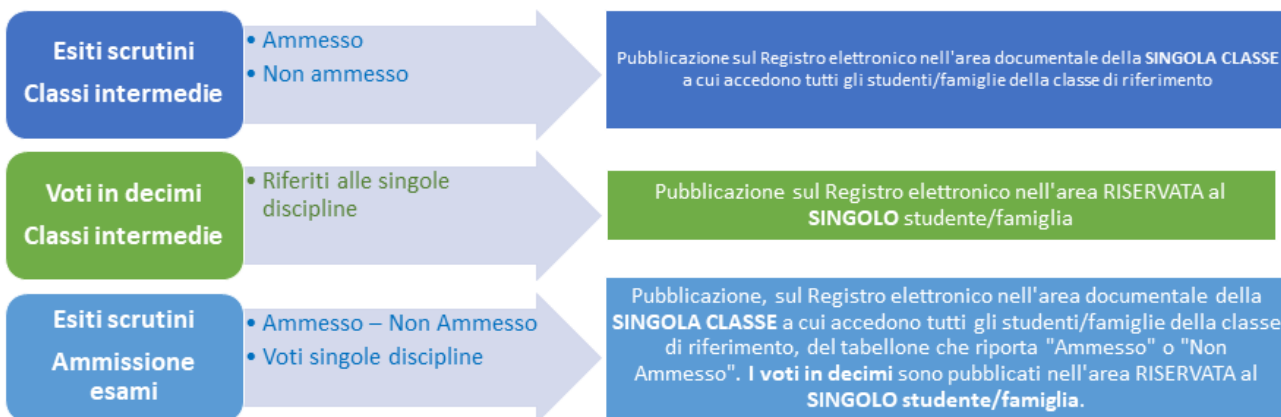 Esiti scrutini
Classi intermedie
• Ammesso
• Non ammesso
Pubblicazione sul Registro elettronico nell'area documentale della SINGOLA CLASSE
a cui accedono tutti gli studenti/famiglie della classe di riferimento
Voti in decimi
Classi intermedie
• Riferiti alle singole
discipline
Pubblicazione sul Registro elettronico nell'area RISERVATA al
SINGOLO studente/famiglia
Esiti scrutini
Ammissione
esami
• Ammesso – Non Ammesso
• Voti singole discipline
Pubblicazione, sul Registro elettronico nell'area documentale della
SINGOLA CLASSE a cui accedono tutti gli studenti/famiglie della classe
di riferimento, del tabellone che riporta "Ammesso" o "Non
Ammesso". I voti in decimi sono pubblicati nell'area RISERVATA al
SINGOLO studente/famiglia.